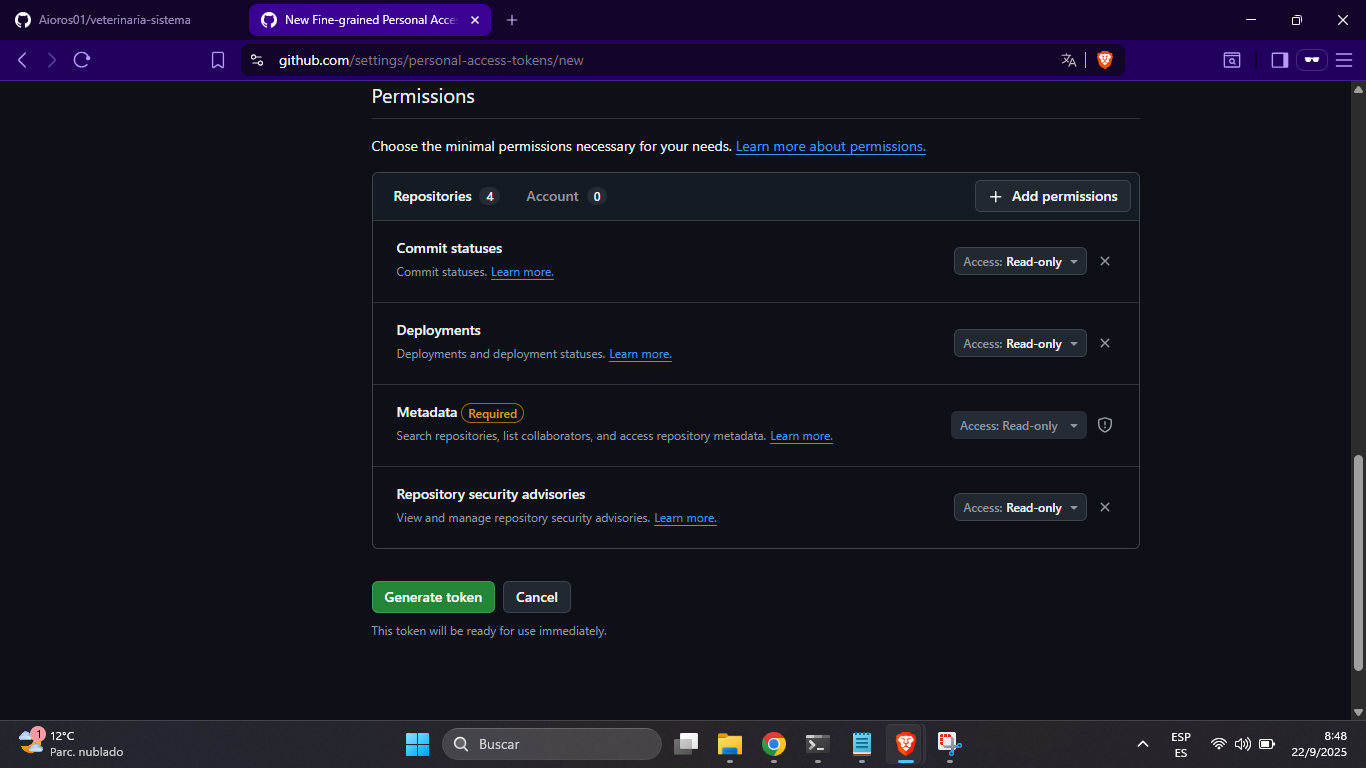 Aioros01/veterinaria-sistema
New Fine-grained Personal Acce
github.com/settings/personal-access-tokens/new
Permissions
Choose the minimal permissions necessary for your needs. Learn more about permissions.
Repositories 4 Account 0 Add permissions
Commit statuses
Commit statuses. Learn more.
Access: Read-only
Deployments
Deployments and deployment statuses. Learn more.
Access: Read-only
Metadata Required
Search repositories, list collaborators, and access repository metadata. Learn more.
Access: Read-only
Repository security advisories
View and manage repository security advisories. Learn more.
Access: Read-only
Generate token Cancel
This token will be ready for use immediately.
1
12°C
Parc. nublado
Buscar
ESP
ES
8:48
22/9/2025